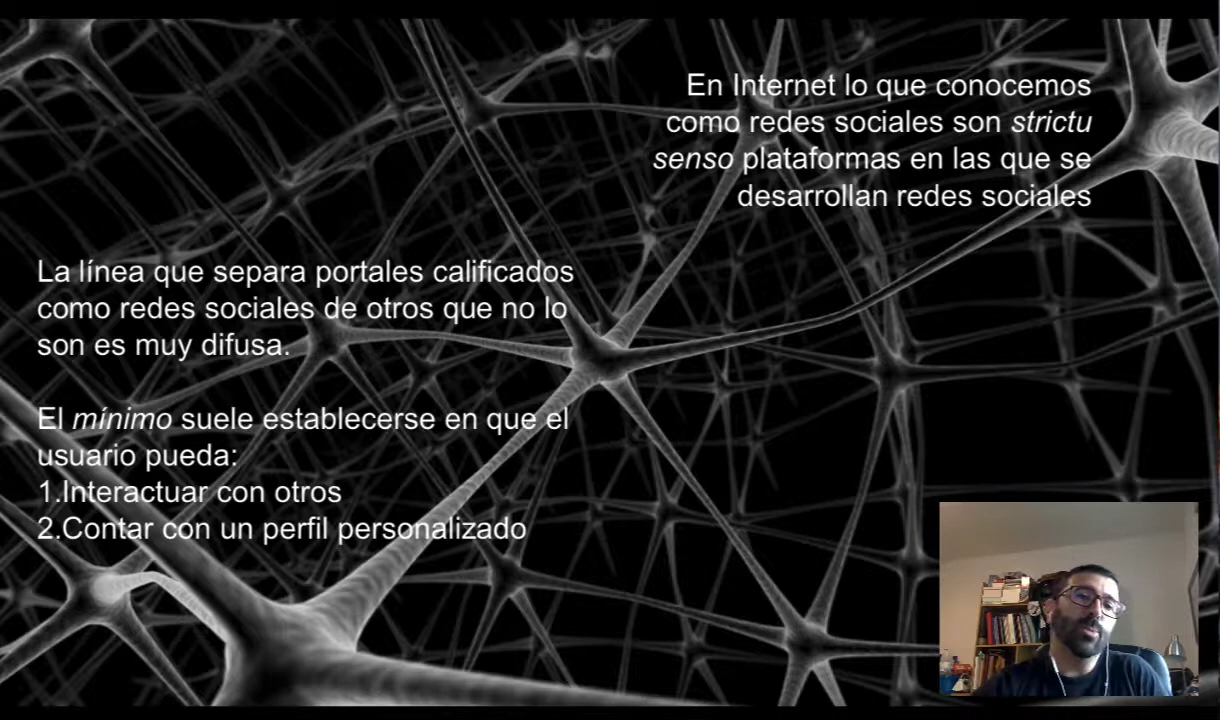 En Internet lo que conocemos
como redes sociales son strictu
senso plataformas en las que se
desarrollan redes sociales
La línea que separa portales calificados
como redes sociales de otros que no lo
son es muy difusa.
El mínimo suele establecerse en que el
usuario pueda:
1.Interactuar con otros
2.Contar con un perfil personalizado